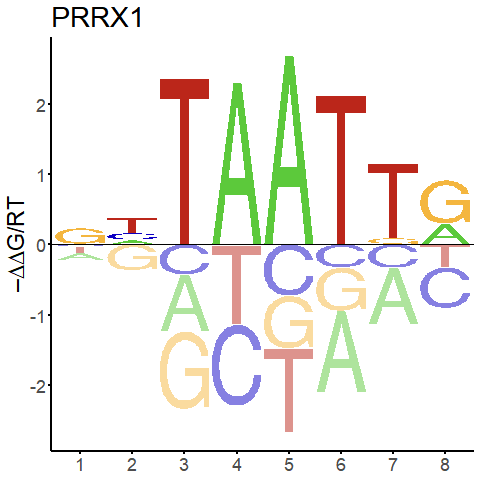 PRRX1
−ΔΔG/RT
2
1
0
-1
-2
G T T A A T T G
A C C G A
A G C T C C C T
G A G G A C
G C T A
1 2 3 4 5 6 7 8